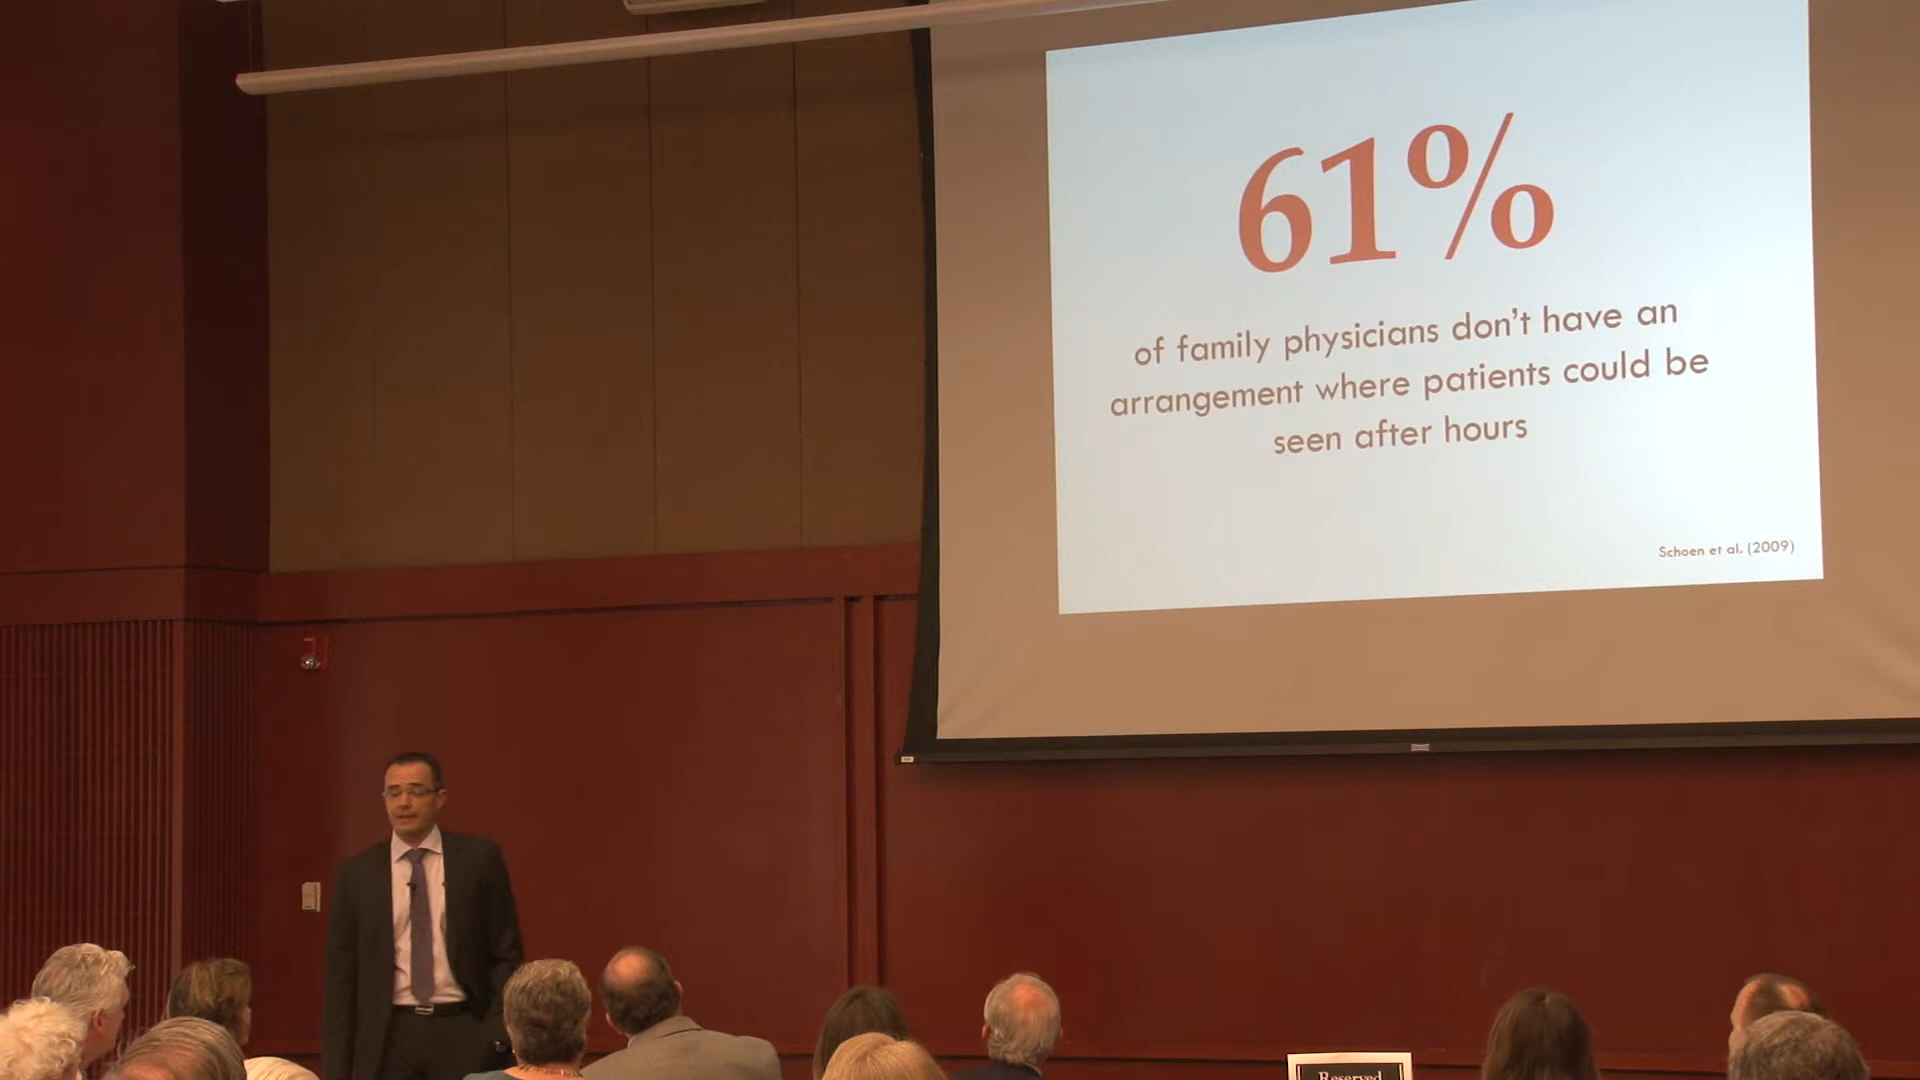 61%
of family physicians don't have an
arrangement where patients could be
seen after hours
Schoen et al. (2009)
Reserved